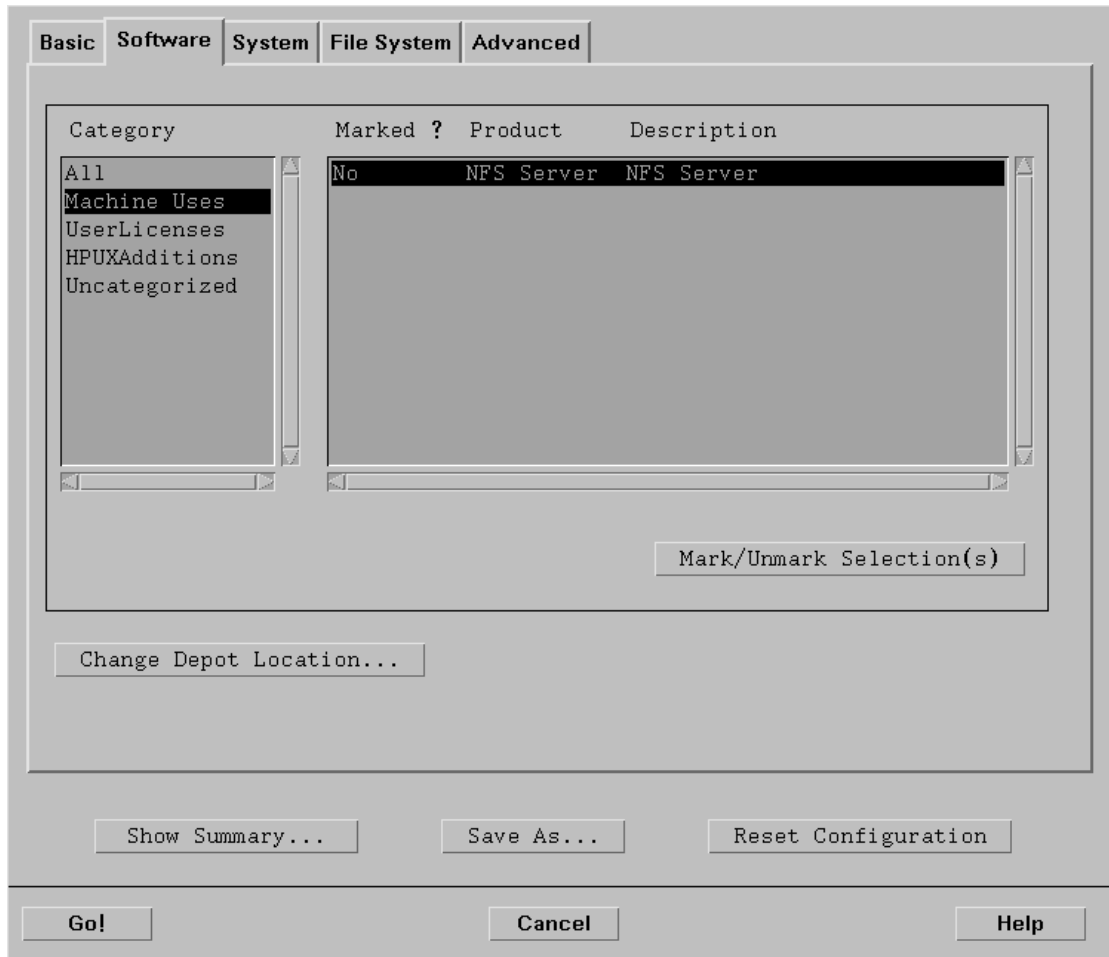 Basic Software System File System Advanced
Category Marked ? Product Description
All No NFS Server NFS Server
Machine Uses
UserLicenses
HPUXAdditions
Uncategorized
Mark/Unmark Selection(s)
Change Depot Location...
Show Summary... Save As... Reset Configuration
Go! Cancel Help